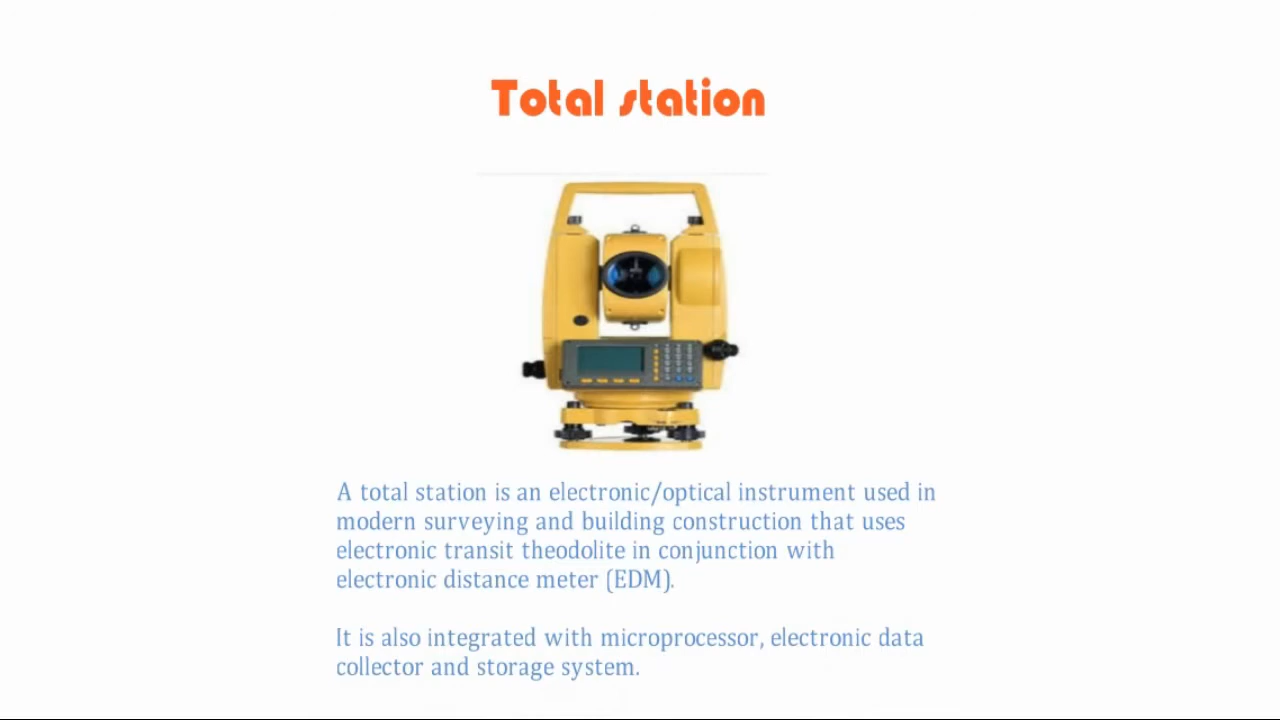 Total station
A total station is an electronic/optical instrument used in
modern surveying and building construction that uses
electronic transit theodolite in conjunction with
electronic distance meter (EDM).
It is also integrated with microprocessor, electronic data
collector and storage system.